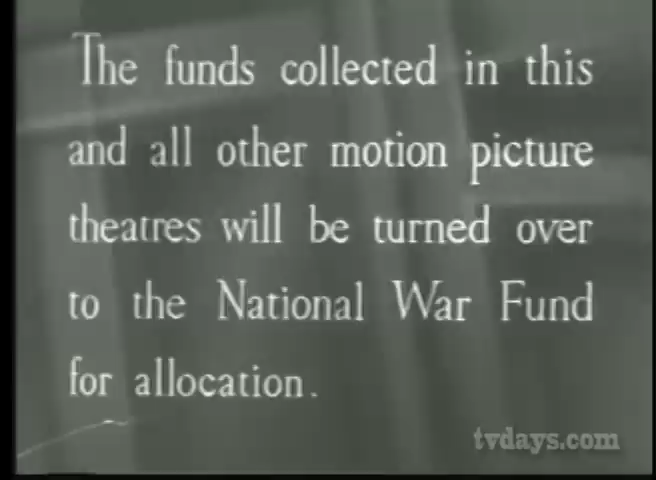 The funds collected in this
and all other motion picture
theatres will be turned over
to the National War Fund
for allocation.
tvdays.com